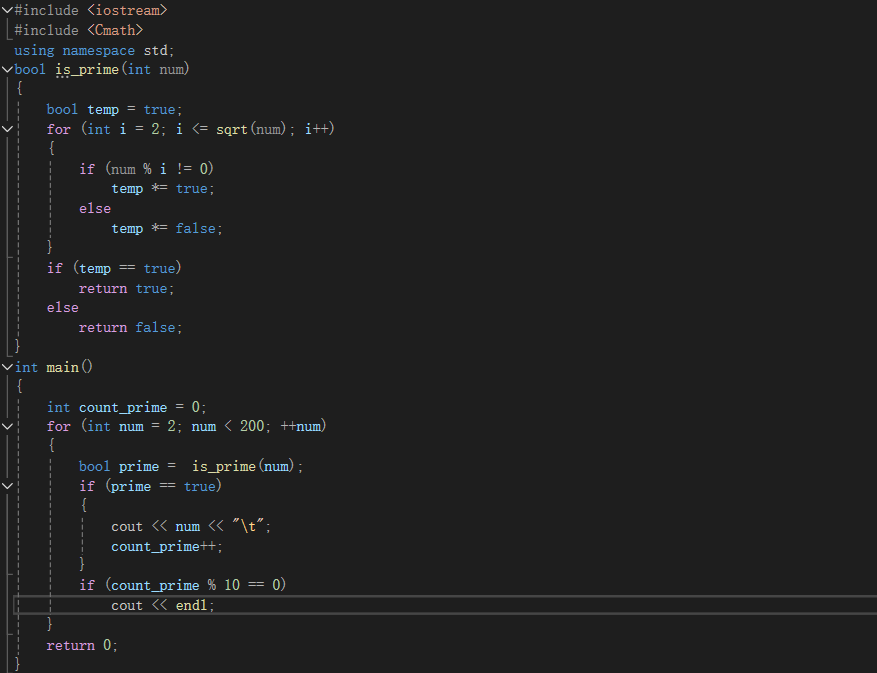 #include <iostream>
#include <Cmath>
using namespace std;
bool is_prime(int num)
{
    bool temp = true;
    for (int i = 2; i <= sqrt(num); i++)
    {
        if (num % i != 0)
            temp *= true;
        else
            temp *= false;
    }
    if (temp == true)
        return true;
    else
        return false;
}
int main()
{
    int count_prime = 0;
    for (int num = 2; num < 200; ++num)
    {
        bool prime =  is_prime(num);
        if (prime == true)
        {
            cout << num << "\t";
            count_prime++;
        }
        if (count_prime % 10 == 0)
            cout << endl;
    }
    return 0;
}